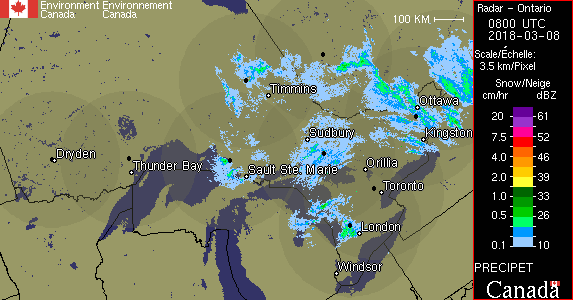 Environment Environnement
Canada Canada
100 KM
Radar - Ontario
0800 UTC
2018-03-08
Scale/Échelle:
3.5 km/Pixel
Snow/Neige
cm/hr dBZ
20 61
7.5 57
5.5 52
4.0 46
2.0 39
1.0 33
0.5 26
0.1 10
PRECIPET
Canada
Timmins
Ottawa
Sudbury
Kingston
Dryden
Thunder Bay
Sault Ste. Marie
Orillia
Toronto
London
Windsor